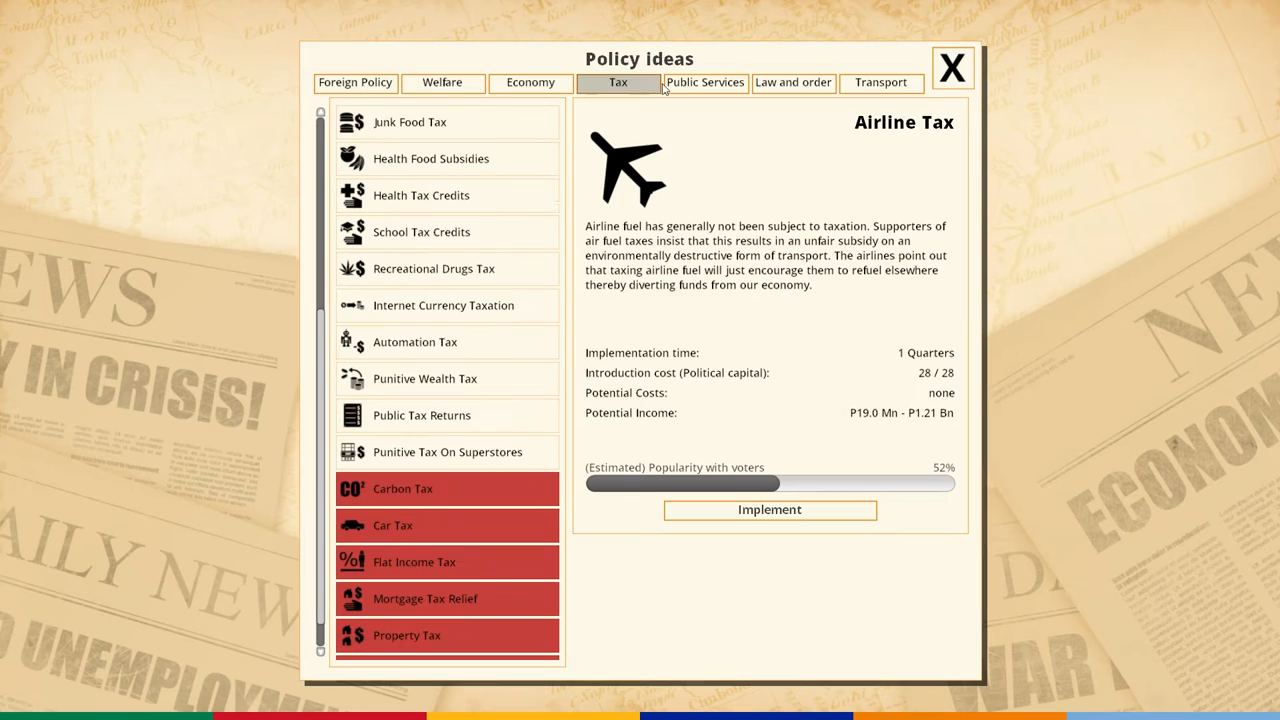 Policy ideas
X
Foreign Policy
Welfare
Economy
Tax
Public Services
Law and order
Transport
Junk Food Tax
Health Food Subsidies
Health Tax Credits
School Tax Credits
Recreational Drugs Tax
Internet Currency Taxation
Automation Tax
Punitive Wealth Tax
Public Tax Returns
Punitive Tax On Superstores
CO² Carbon Tax
Car Tax
Flat Income Tax
Mortgage Tax Relief
Property Tax
Airline Tax
Airline fuel has generally not been subject to taxation. Supporters of
air fuel taxes insist that this results in an unfair subsidy on an
environmentally destructive form of transport. The airlines point out
that taxing airline fuel will just encourage them to refuel elsewhere
thereby diverting funds from our economy.
Implementation time: 1 Quarters
Introduction cost (Political capital): 28 / 28
Potential Costs: none
Potential Income: P19.0 Mn - P1.21 Bn
(Estimated) Popularity with voters 52%
Implement
EWS
Y IN CRISIS!
AILY NEW
UNEMPLOYM
NE
ECONOM
DA
WAR